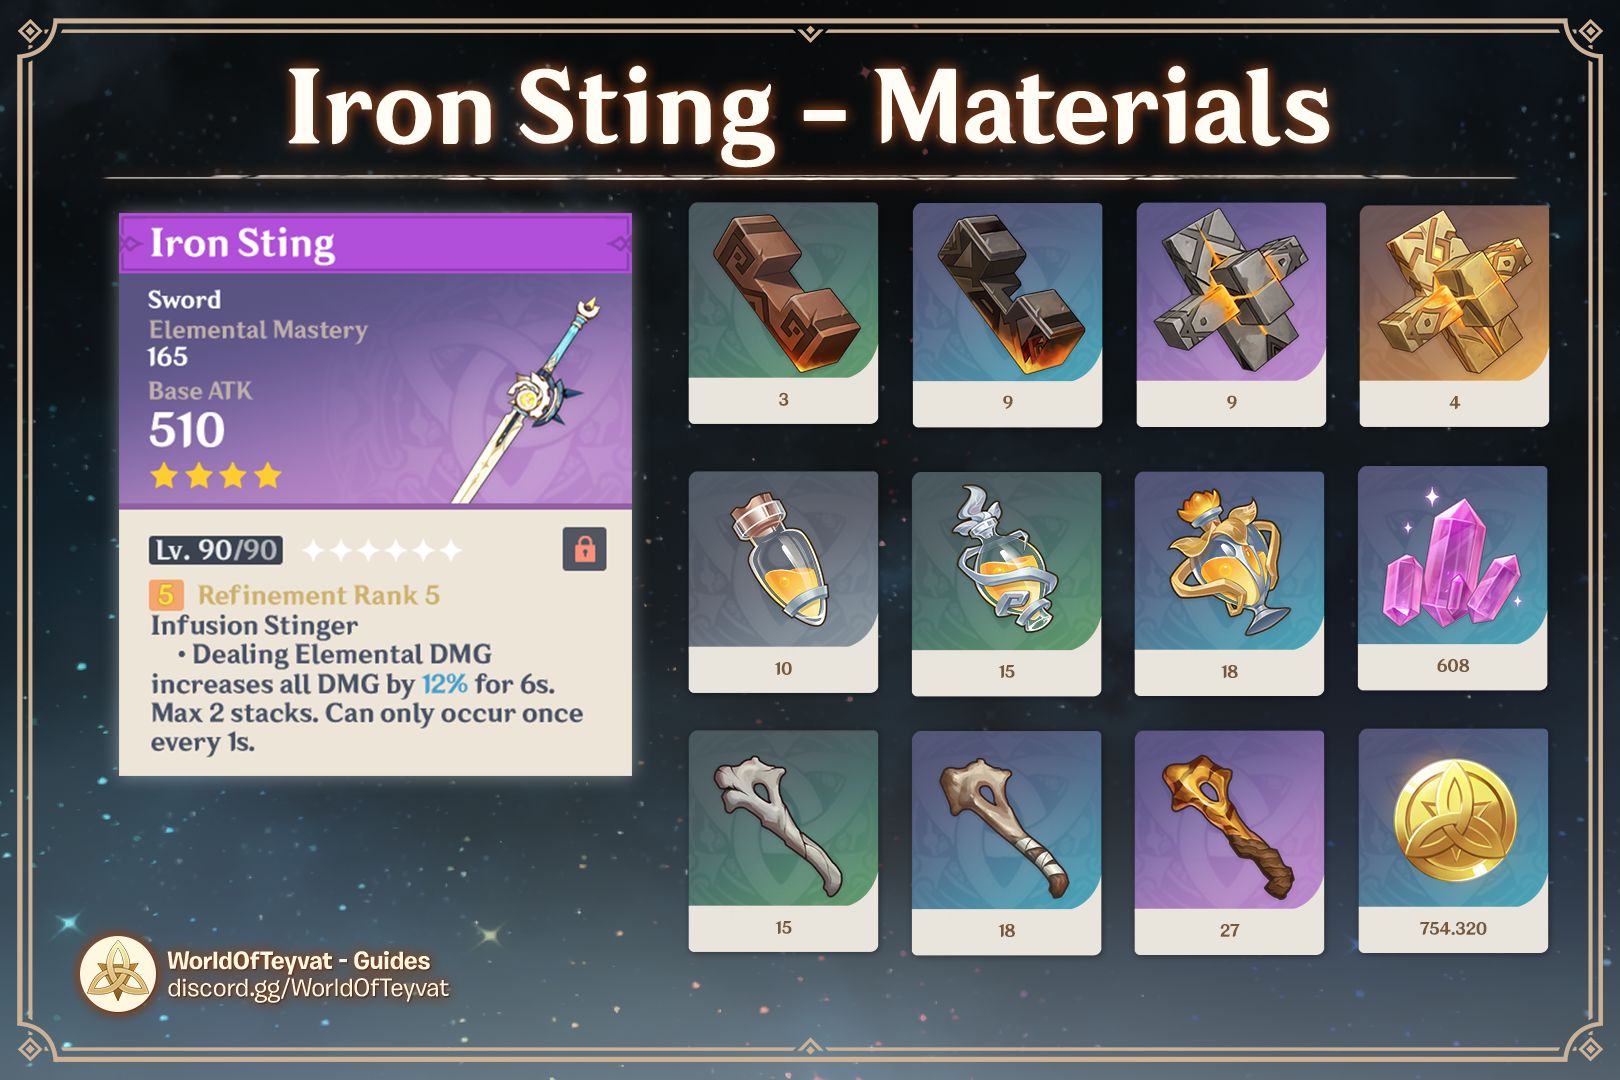 Iron Sting - Materials
Iron Sting
Sword
Elemental Mastery
165
Base ATK
510
Lv. 90/90
5 Refinement Rank 5
Infusion Stinger
• Dealing Elemental DMG
increases all DMG by 12% for 6s.
Max 2 stacks. Can only occur once
every 1s.
3
9
9
4
10
15
18
608
15
18
27
754.320
WorldOfTeyvat - Guides
discord.gg/WorldOfTeyvat